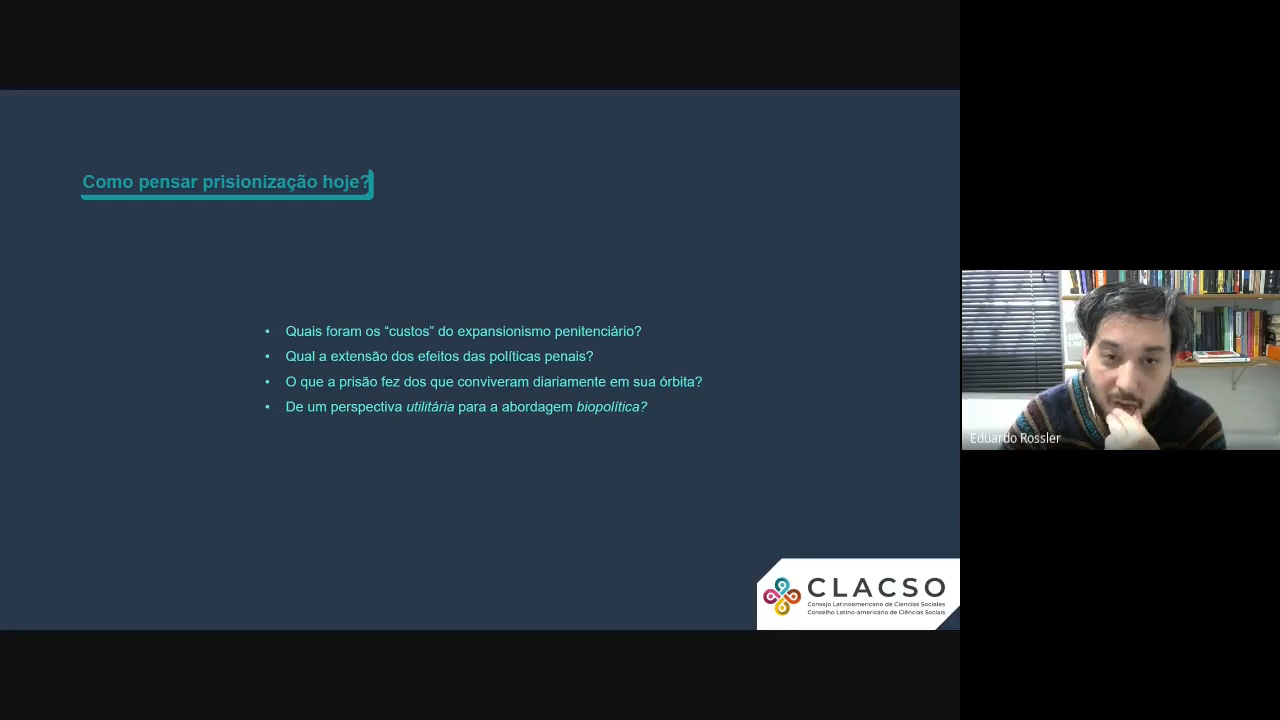 Como pensar prisionização hoje?
• Quais foram os “custos” do expansionismo penitenciário?
• Qual a extensão dos efeitos das políticas penais?
• O que a prisão fez dos que conviveram diariamente em sua órbita?
• De um perspectiva utilitária para a abordagem biopolítica?
Eduardo Rossler
CLACSO
Consejo Latinoamericano de Ciencias Sociales
Conselho Latino-americano de Ciências Sociais